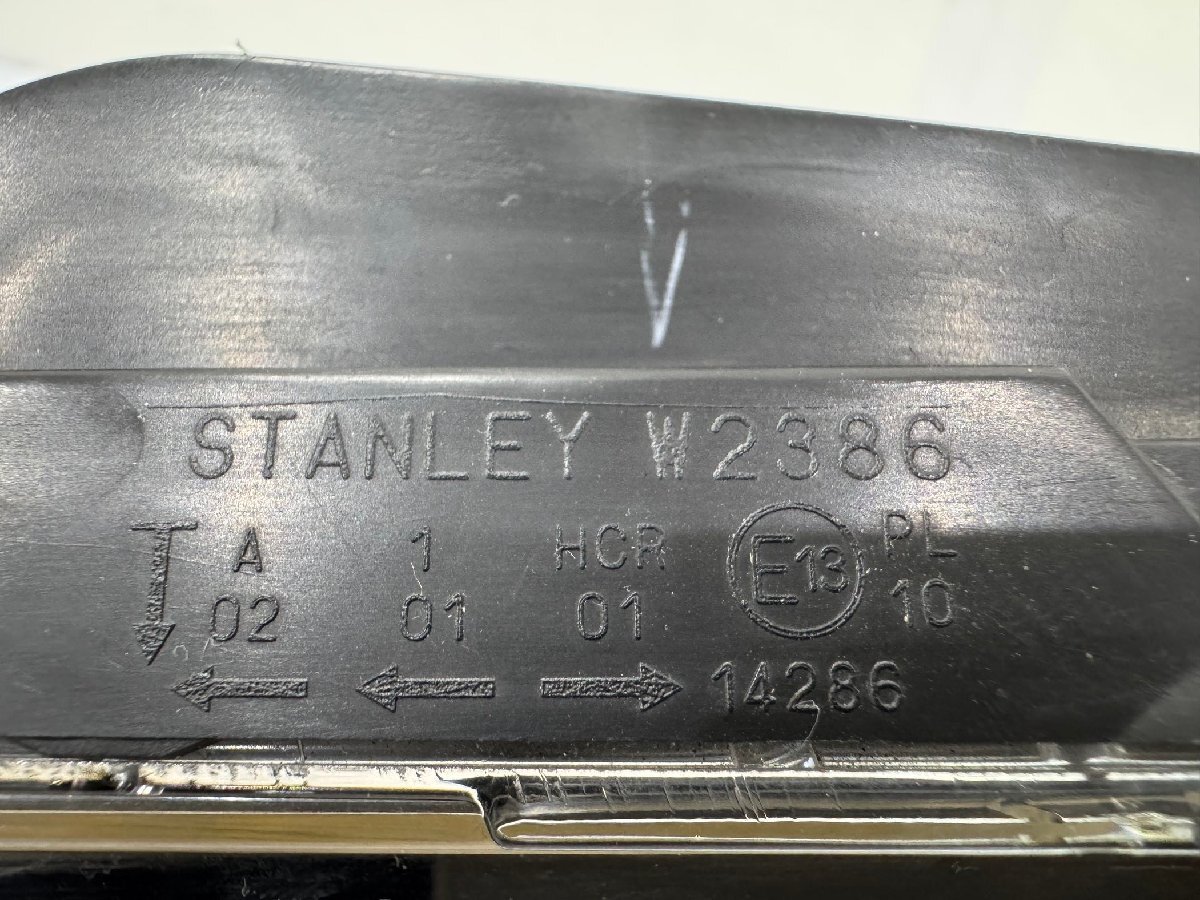 V
STANLEY W2386
A 1 HCR E13 PL
02 01 01 10
14286